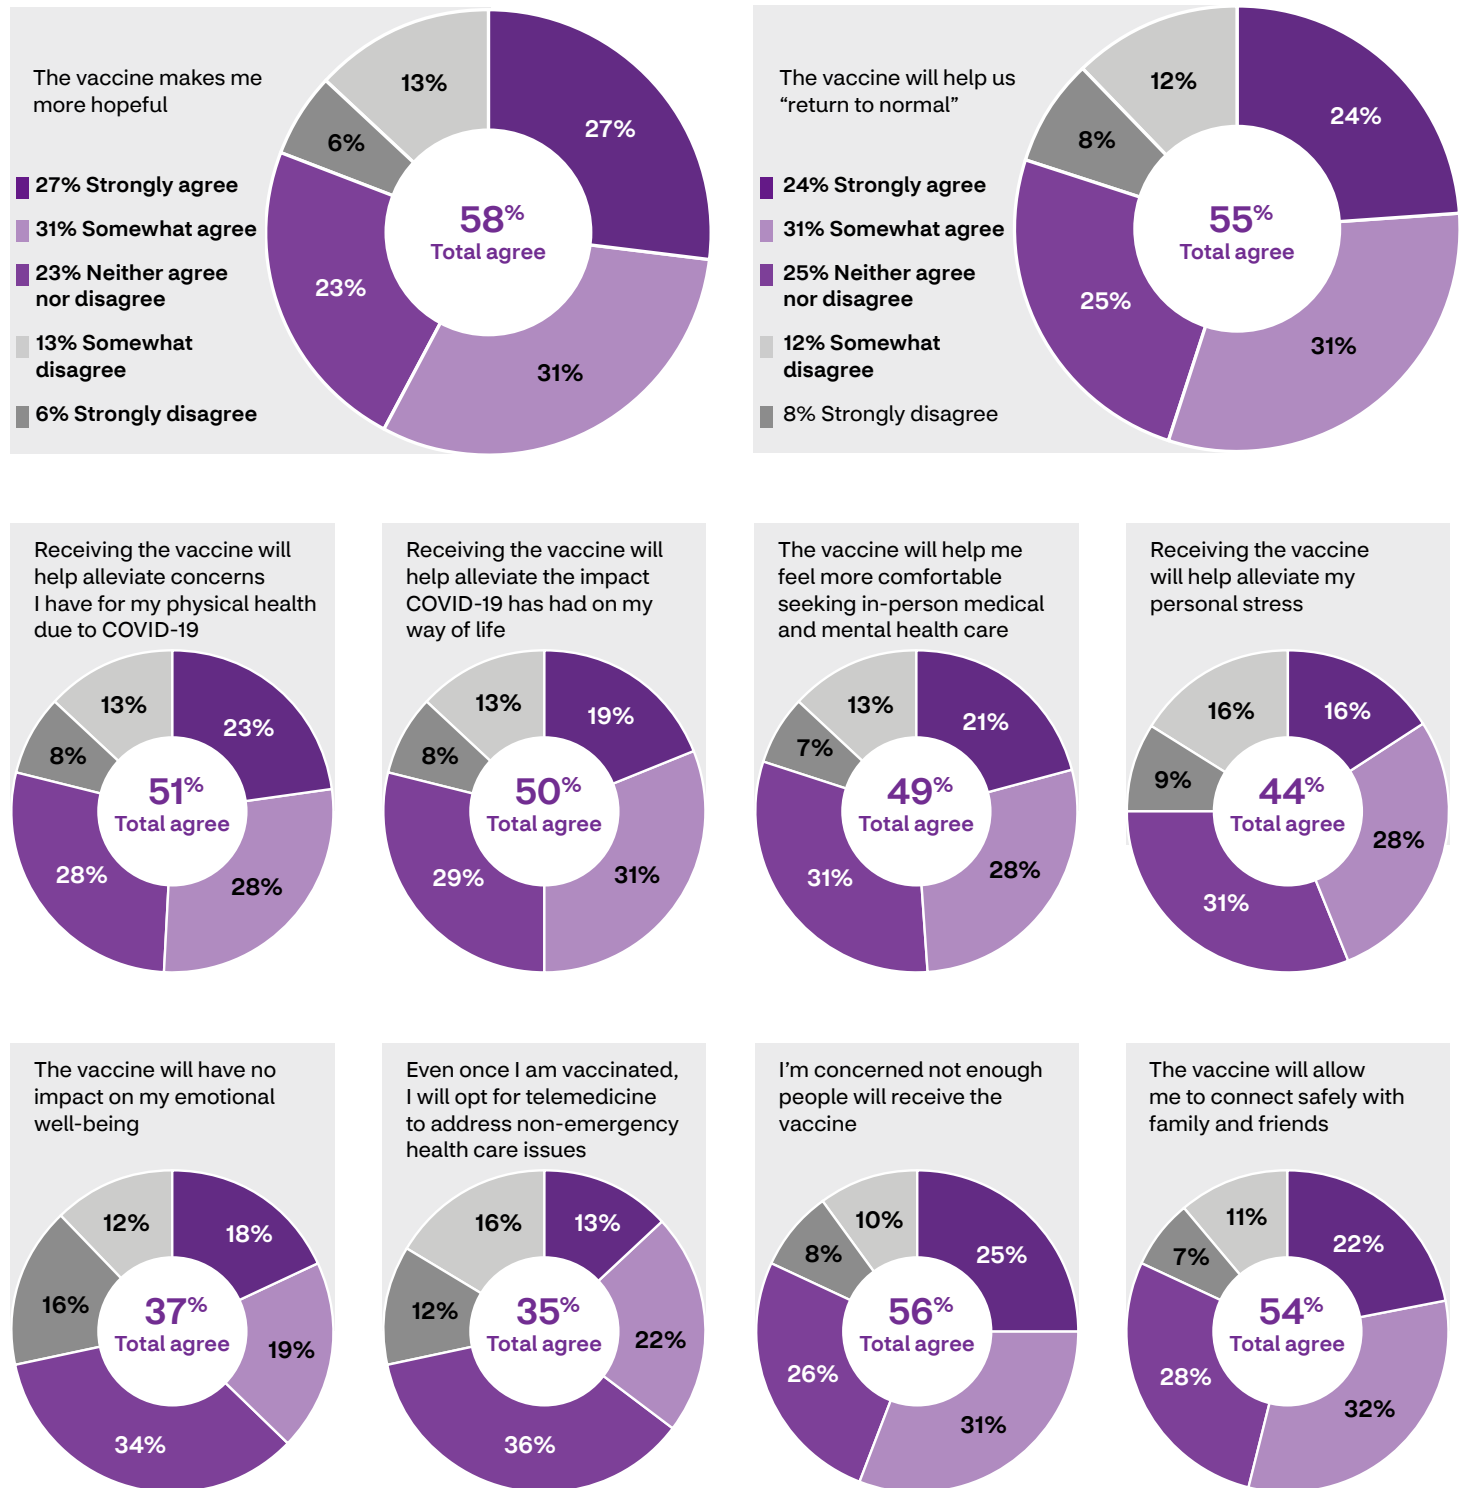 The vaccine makes me
more hopeful
27% Strongly agree
31% Somewhat agree
23% Neither agree
nor disagree
13% Somewhat
disagree
6% Strongly disagree
13%
27%
6%
58%
Total agree
23%
31%
The vaccine will help us
“return to normal”
24% Strongly agree
31% Somewhat agree
25% Neither agree
nor disagree
12% Somewhat
disagree
8% Strongly disagree
12%
24%
8%
55%
Total agree
25%
31%
Receiving the vaccine will
help alleviate concerns
I have for my physical health
due to COVID-19
13%
23%
8%
51%
Total agree
28%
28%
Receiving the vaccine will
help alleviate the impact
COVID-19 has had on my
way of life
13%
19%
8%
50%
Total agree
29%
31%
The vaccine will help me
feel more comfortable
seeking in-person medical
and mental health care
13%
21%
7%
49%
Total agree
31%
28%
Receiving the vaccine
will help alleviate my
personal stress
16%
16%
9%
44%
Total agree
28%
31%
The vaccine will have no
impact on my emotional
well-being
12%
18%
16%
37%
Total agree
19%
34%
Even once I am vaccinated,
I will opt for telemedicine
to address non-emergency
health care issues
16%
13%
12%
35%
Total agree
22%
36%
I’m concerned not enough
people will receive the
vaccine
10%
25%
8%
56%
Total agree
26%
31%
The vaccine will allow
me to connect safely with
family and friends
11%
22%
7%
54%
Total agree
28%
32%